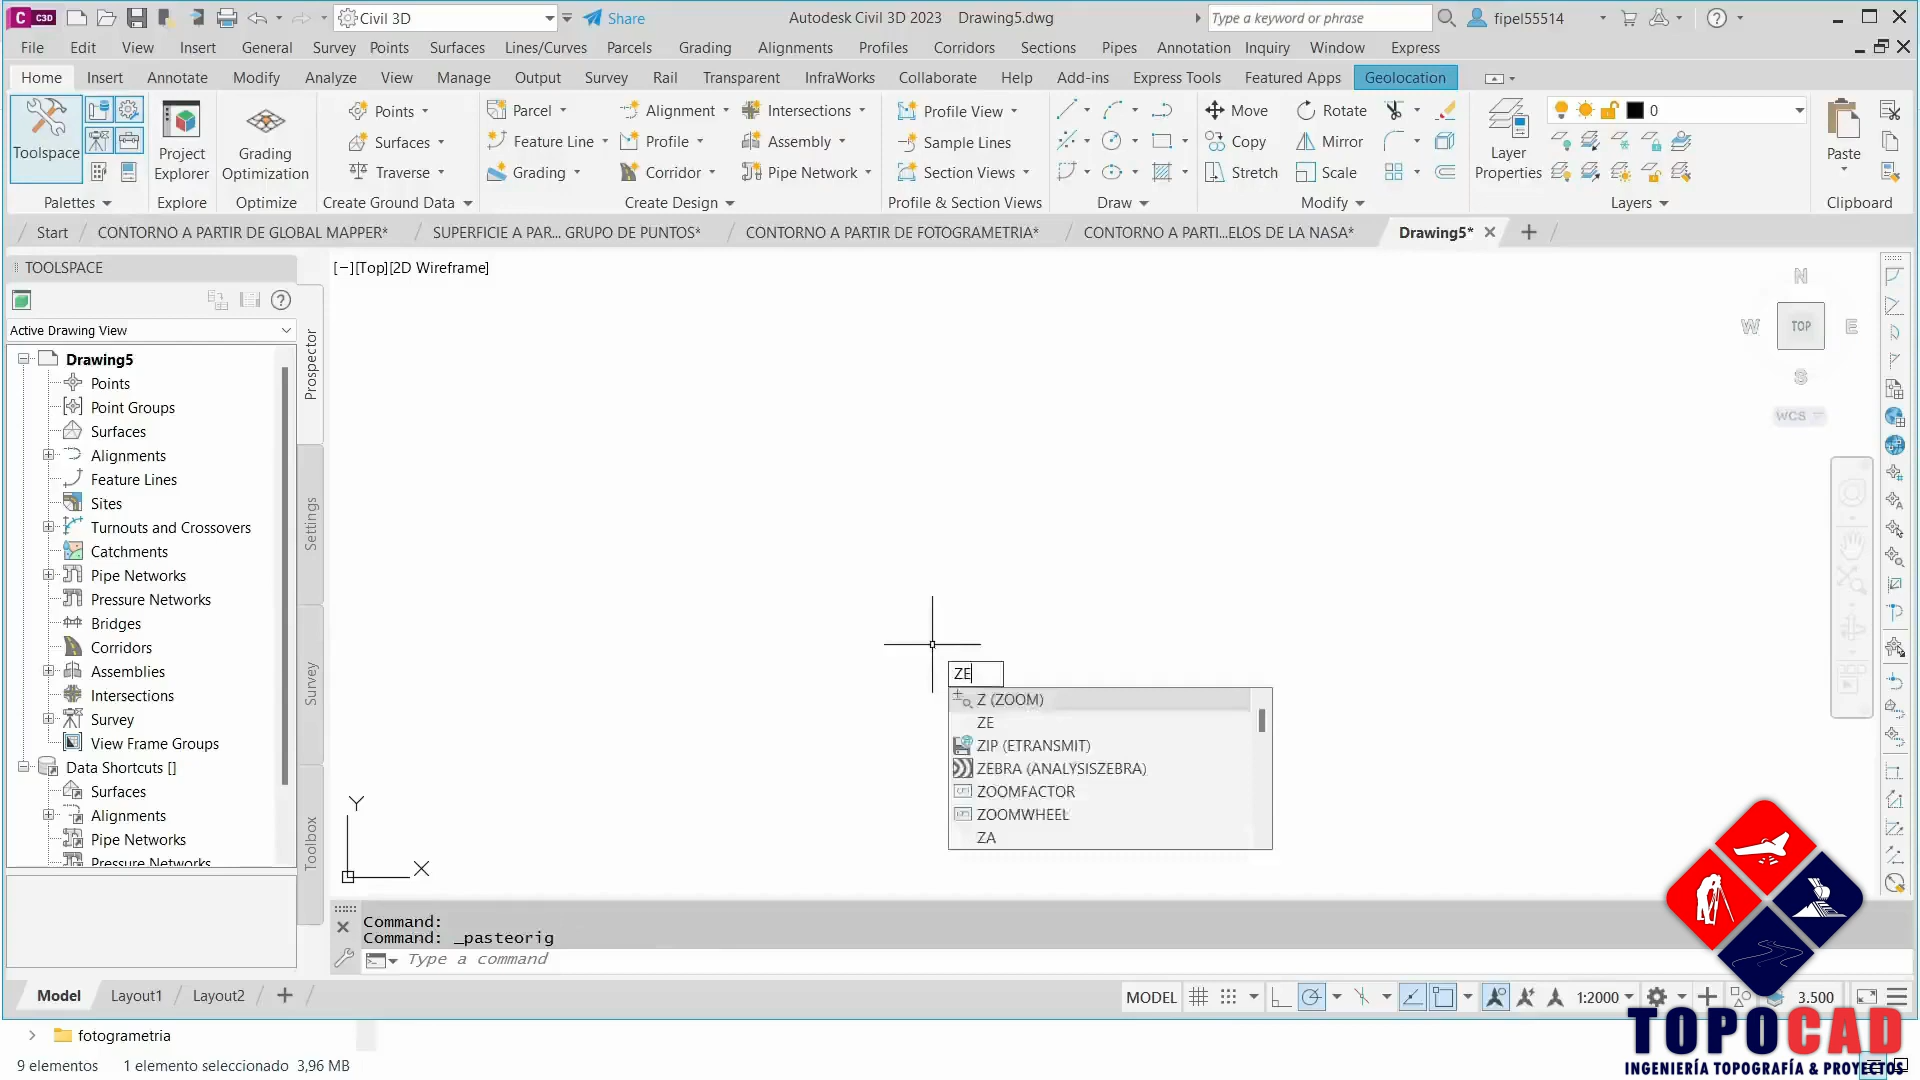 C C3D Civil 3D Share Autodesk Civil 3D 2023 Drawing5.dwg Type a keyword or phrase fipel55514
File Edit View Insert General Survey Points Surfaces Lines/Curves Parcels Grading Alignments Profiles Corridors Sections Pipes Annotation Inquiry Window Express
Home Insert Annotate Modify Analyze View Manage Output Survey Rail Transparent InfraWorks Collaborate Help Add-ins Express Tools Featured Apps Geolocation
Toolspace
Project Explorer
Grading Optimization
Points
Surfaces
Traverse
Parcel
Feature Line
Grading
Alignment
Profile
Corridor
Intersections
Assembly
Pipe Network
Profile View
Sample Lines
Section Views
Move Rotate
Copy Mirror
Stretch Scale
Layer Properties
0
Paste
Palettes Explore Optimize Create Ground Data Create Design Profile & Section Views Draw Modify Layers Clipboard
Start CONTORNO A PARTIR DE GLOBAL MAPPER* SUPERFICIE A PAR... GRUPO DE PUNTOS* CONTORNO A PARTIR DE FOTOGRAMETRIA* CONTORNO A PARTI...ELOS DE LA NASA* Drawing5*
TOOLSPACE
[−][Top][2D Wireframe]
Active Drawing View
Drawing5
Points
Point Groups
Surfaces
Alignments
Feature Lines
Sites
Turnouts and Crossovers
Catchments
Pipe Networks
Pressure Networks
Bridges
Corridors
Assemblies
Intersections
Survey
View Frame Groups
Data Shortcuts []
Surfaces
Alignments
Pipe Networks
Pressure Networks
Prospector
Settings
Survey
Toolbox
N
W TOP E
S
WCS
ZE
Z (ZOOM)
ZE
ZIP (ETRANSMIT)
ZEBRA (ANALYSISZEBRA)
ZOOMFACTOR
ZOOMWHEEL
ZA
Y
X
Command:
Command: _pasteorig
Type a command
Model Layout1 Layout2
MODEL 1:2000 3.500
fotogrametria
9 elementos 1 elemento seleccionado 3,96 MB
TOPOCAD
INGENIERÍA TOPOGRAFÍA & PROYECTOS